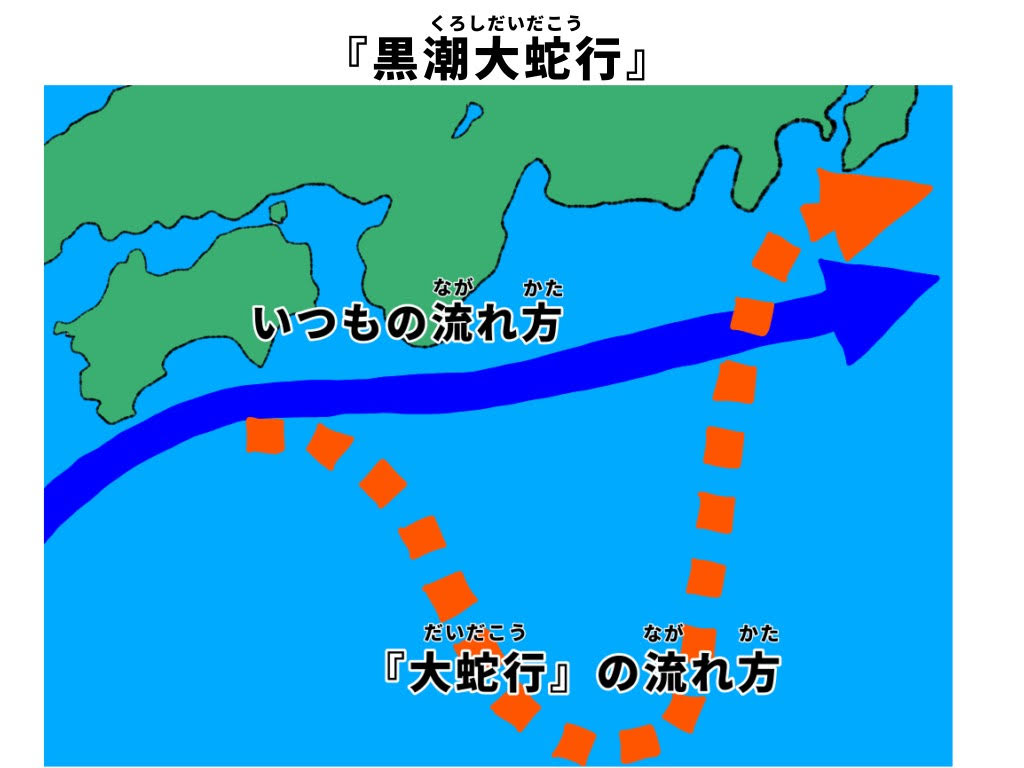 くろしだいだこう
『黒潮大蛇行』
なが かた
いつもの流れ方
だいだこう なが かた
『大蛇行』の流れ方